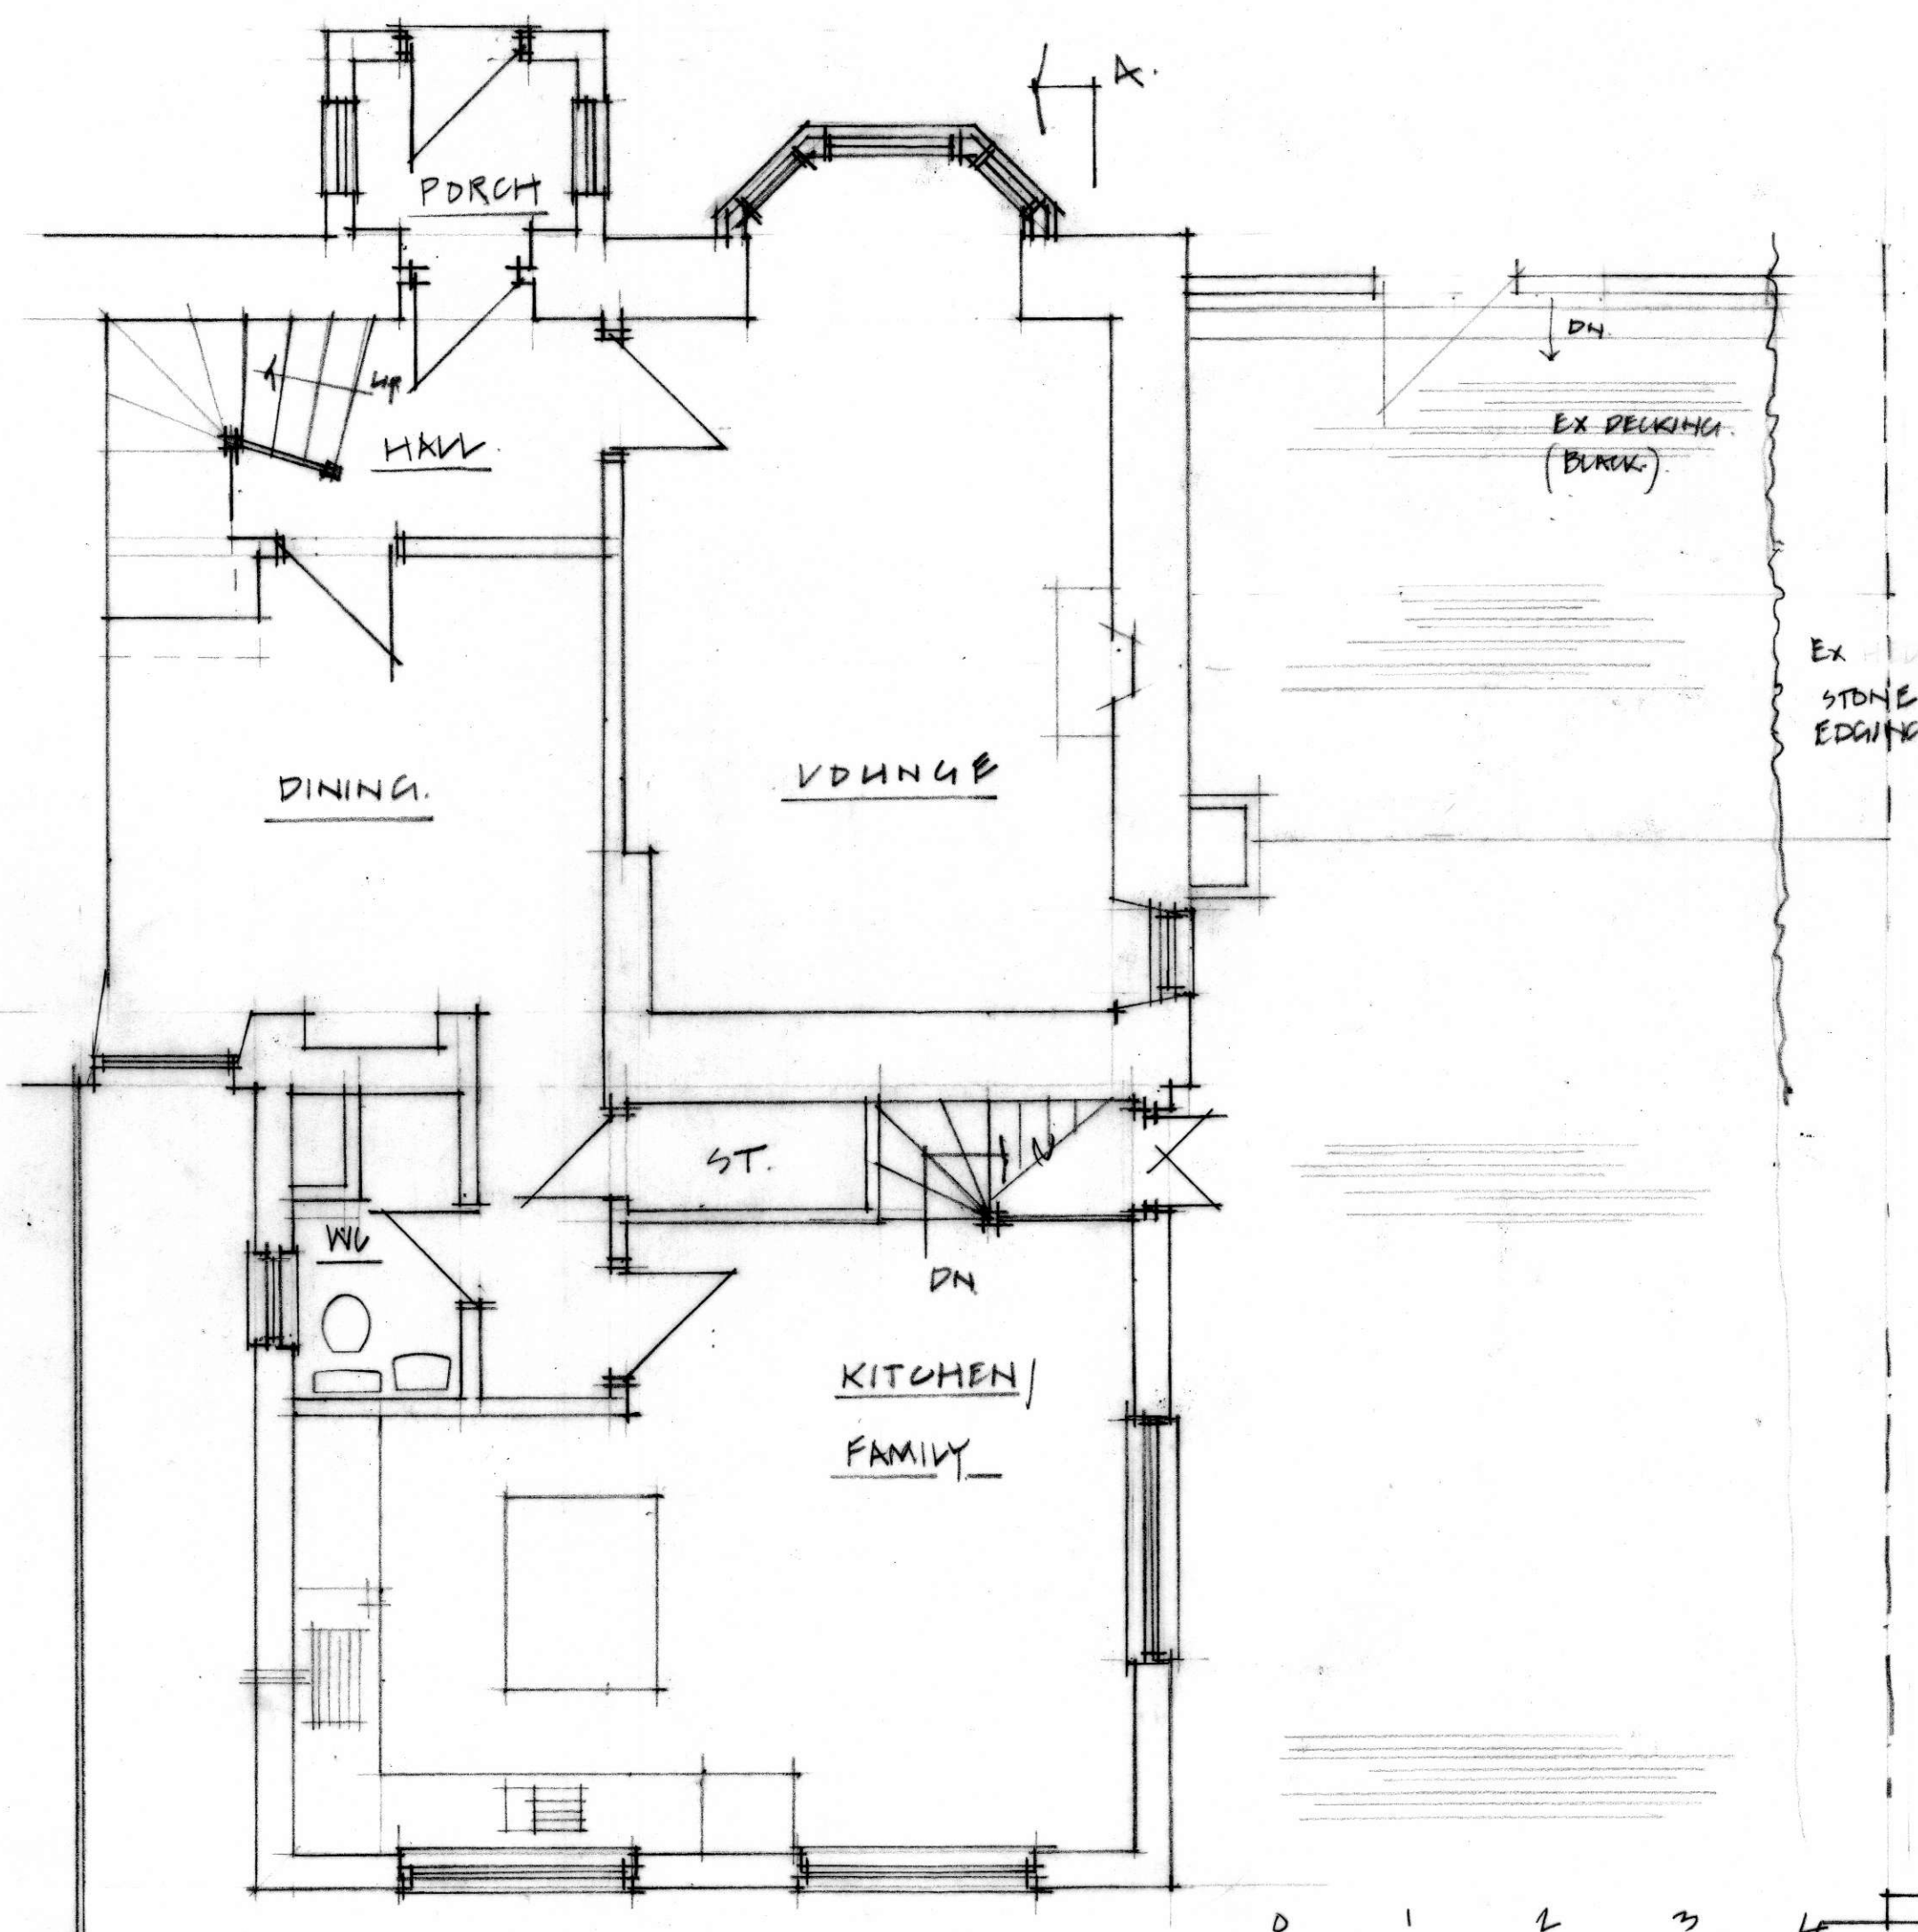 A.
PORCH
DN.
UP
EX DECKING.
(BLACK.)
HALL.
EX
STONE
EDGING
DINING.
LOUNGE
ST.
WC
DN
KITCHEN/
FAMILY
0 1 2 3 4